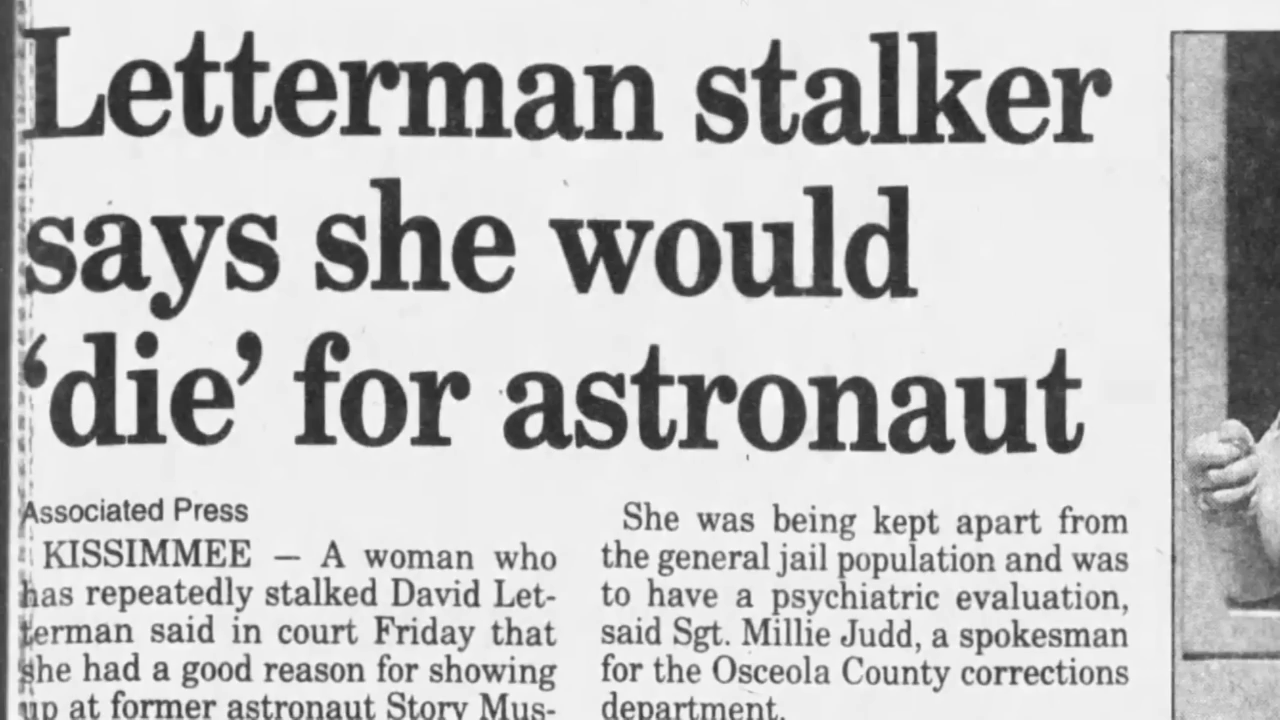 Letterman stalker
says she would
‘die’ for astronaut
Associated Press
KISSIMMEE — A woman who
has repeatedly stalked David Let-
terman said in court Friday that
she had a good reason for showing
up at former astronaut Story Mus-
She was being kept apart from
the general jail population and was
to have a psychiatric evaluation,
said Sgt. Millie Judd, a spokesman
for the Osceola County corrections
department.